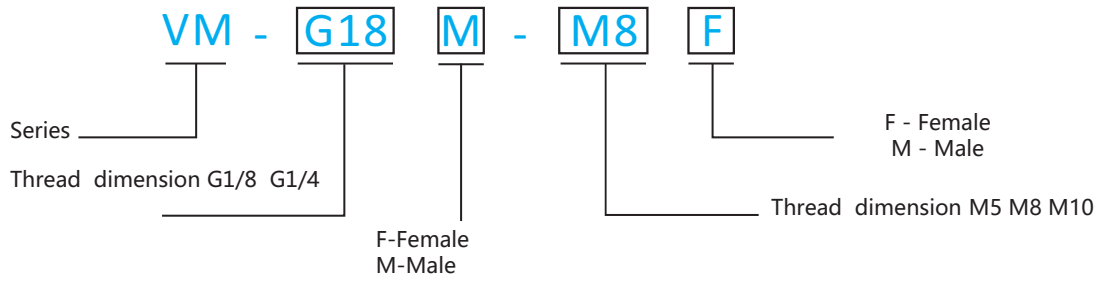 VM - G18 M - M8 F
Series
F - Female
M - Male
Thread dimension G1/8 G1/4
Thread dimension M5 M8 M10
F-Female
M-Male